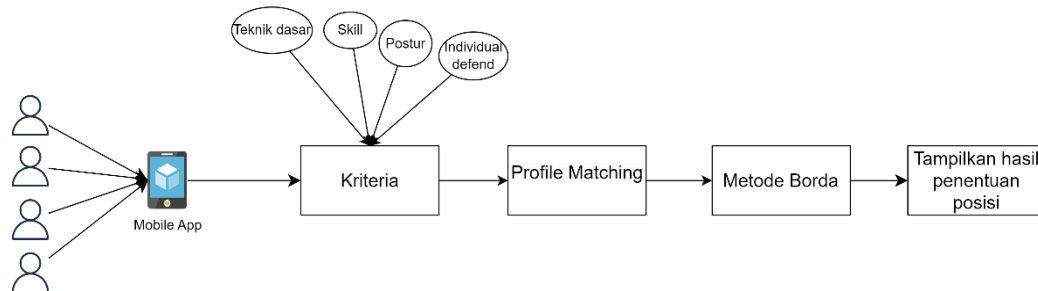 Teknik dasar
Skill
Postur
Individual
defend
Mobile App
Kriteria
Profile Matching
Metode Borda
Tampilkan hasil
penentuan
posisi